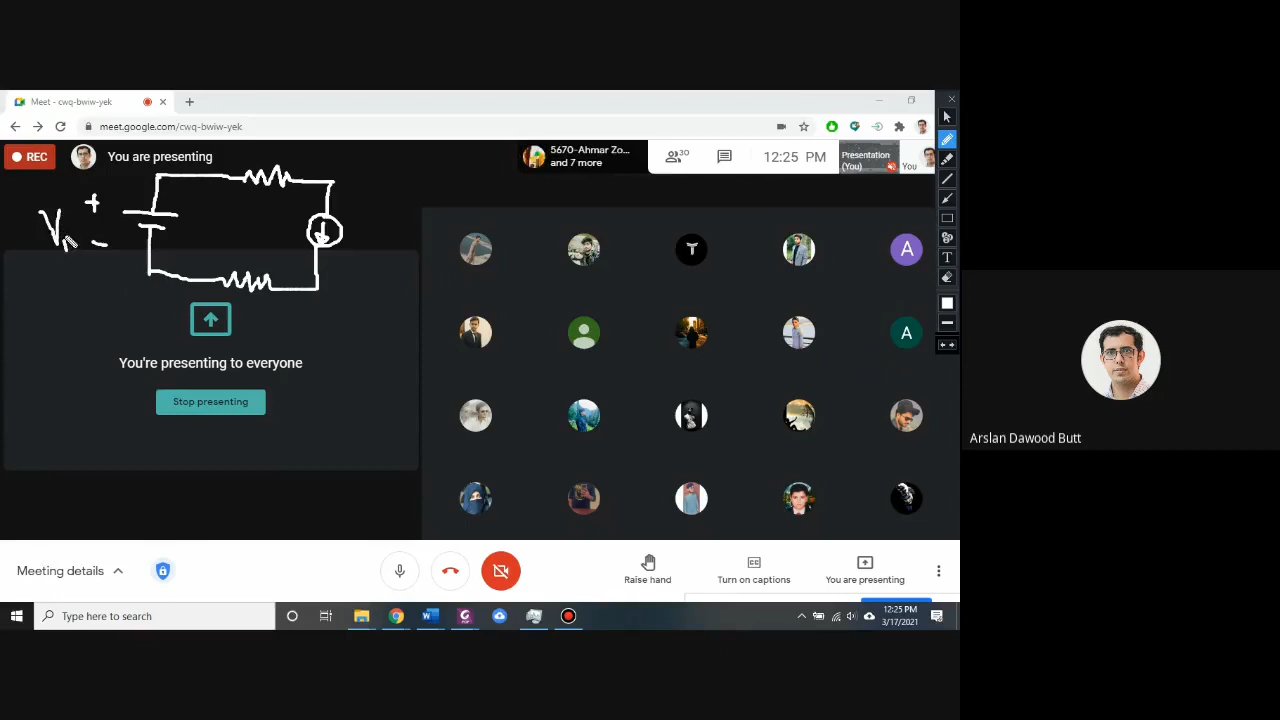 Meet - cwq-bwiw-yek
meet.google.com/cwq-bwiw-yek
REC
You are presenting
5670-Ahmar Zo...
and 7 more
30
12:25 PM
Presentation
(You)
You
+
V
-
T
A
A
You're presenting to everyone
Stop presenting
Arslan Dawood Butt
Meeting details
Raise hand
Turn on captions
You are presenting
Type here to search
12:25 PM
3/17/2021